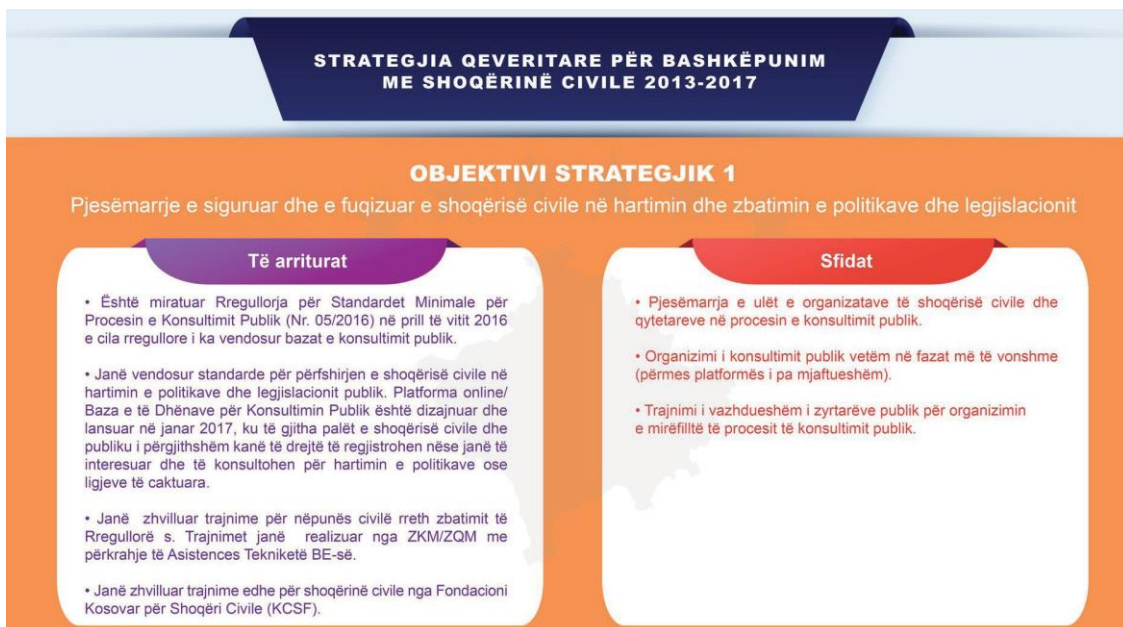 STRATEGJIA QEVERITARE PËR BASHKËPUNIM
ME SHOQËRINË CIVILE 2013-2017
OBJEKTIVI STRATEGJIK 1
Pjesëmarrje e siguruar dhe e fuqizuar e shoqërisë civile në hartimin dhe zbatimin e politikave dhe legjislacionit
Të arriturat
• Është miratuar Rregullorja për Standardet Minimale për
Procesin e Konsultimit Publik (Nr. 05/2016) në prill të vitit 2016
e cila rregullore i ka vendosur bazat e konsultimit publik.
• Janë vendosur standarde për përfshirjen e shoqërisë civile në
hartimin e politikave dhe legjislacionit publik. Platforma online/
Baza e të Dhënave për Konsultimin Publik është dizajnuar dhe
lansuar në janar 2017, ku të gjitha palët e shoqërisë civile dhe
publiku i përgjithshëm kanë të drejtë të regjistrohen nëse janë të
interesuar dhe të konsultohen për hartimin e politikave ose
ligjeve të caktuara.
• Janë zhvilluar trajnime për nëpunës civilë rreth zbatimit të
Rregullorë s. Trajnimet janë realizuar nga ZKM/ZQM me
përkrahje të Asistences TekniketëBE-së.
• Janë zhvilluar trajnime edhe për shoqërinë civile nga Fondacioni
Kosovar për Shoqëri Civile (KCSF).
Sfidat
• Pjesëmarrja e ulët e organizatave të shoqërisë civile dhe
qytetareve në procesin e konsultimit publik.
• Organizimi i konsultimit publik vetëm në fazat më të vonshme
(përmes platformës i pa mjaftueshëm).
• Trajnimi i vazhdueshëm i zyrtarëve publik për organizimin
e mirëfilltë të procesit të konsultimit publik.